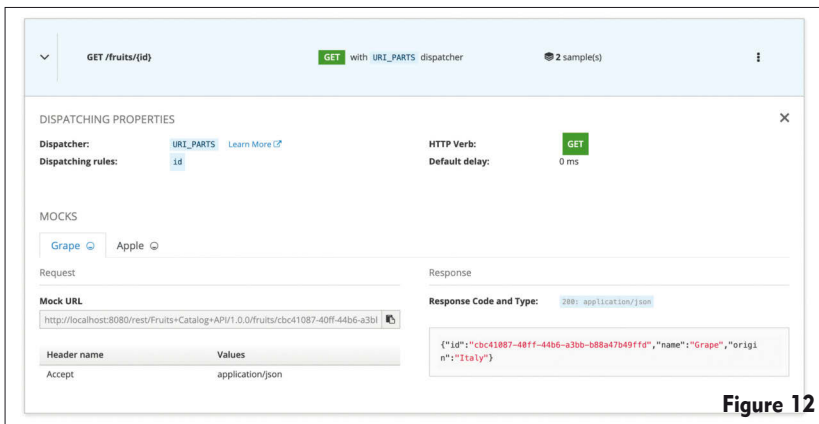 GET /fruits/{id} GET with URI_PARTS dispatcher 2 sample(s)
DISPATCHING PROPERTIES
Dispatcher: URI_PARTS Learn More HTTP Verb: GET
Dispatching rules: id Default delay: 0 ms
MOCKS
Grape Apple
Request Response
Mock URL Response Code and Type: 200: application/json
http://localhost:8080/rest/Fruits+Catalog+API/1.0.0/fruits/cbc41087-40ff-44b6-a3bl
{"id":"cbc41087-40ff-44b6-a3bb-b88a47b49ffd","name":"Grape","origi
n":"Italy"}
Header name Values
Accept application/json
Figure 12